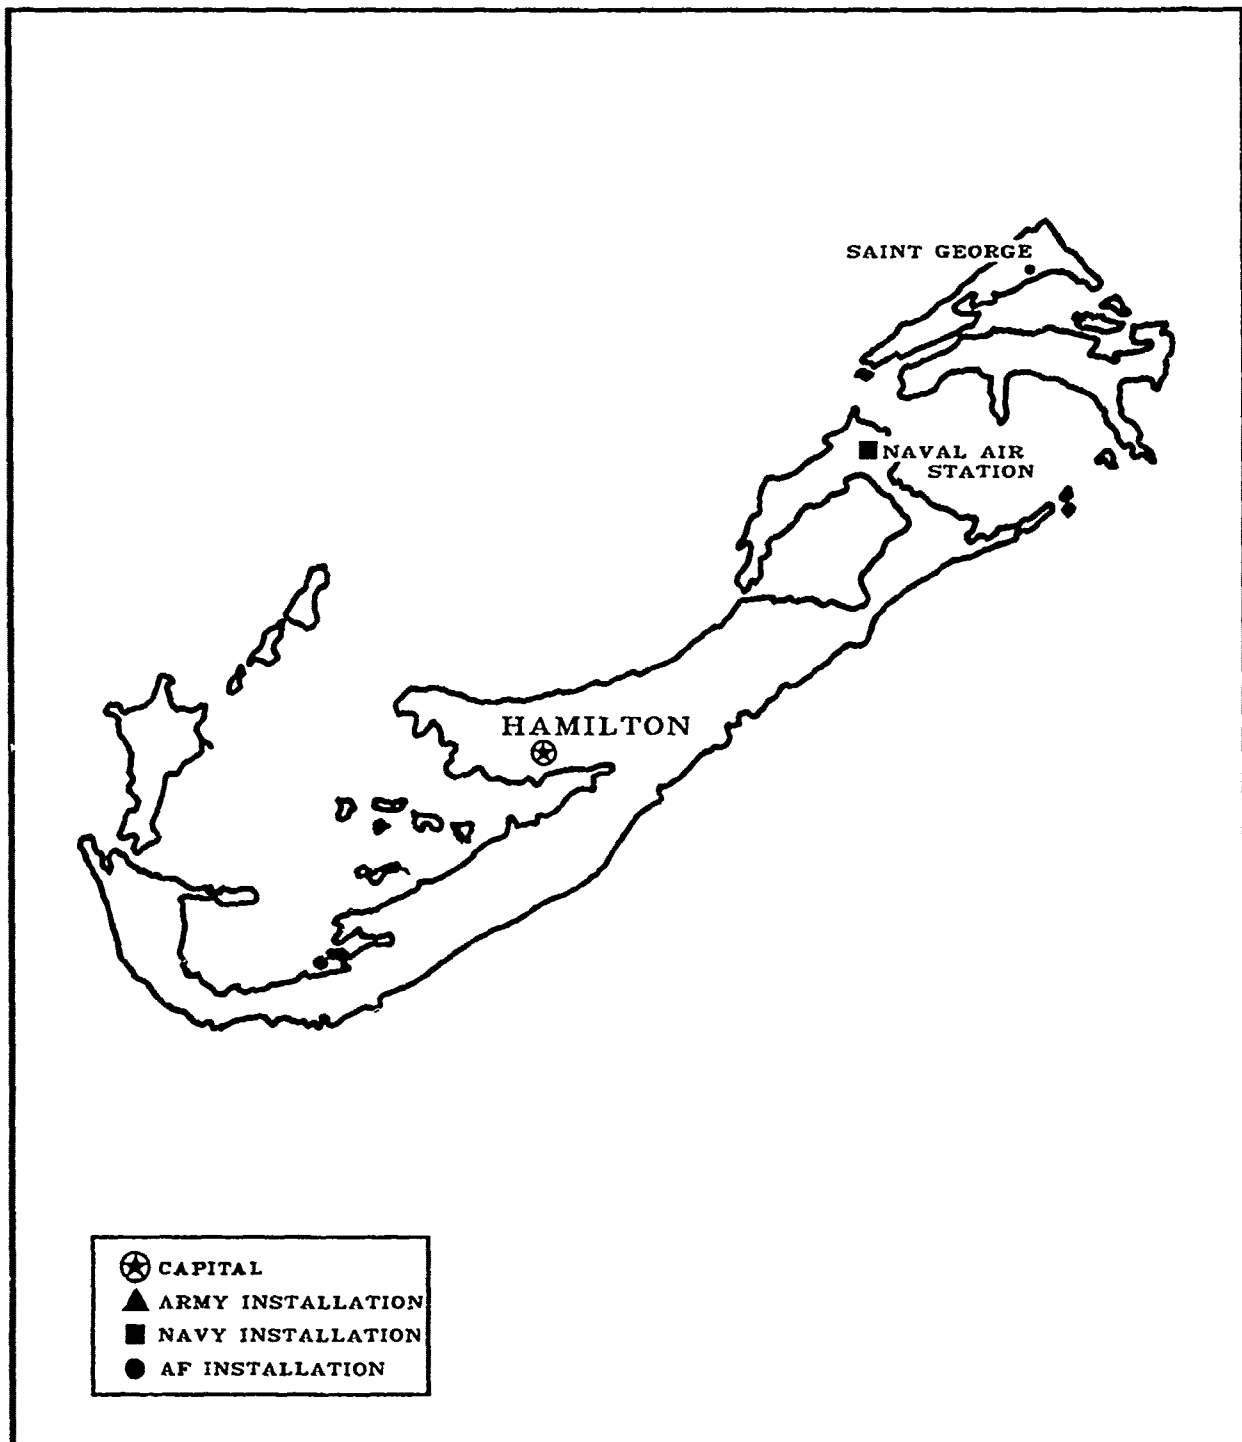 SAINT GEORGE
NAVAL AIR
STATION
HAMILTON
CAPITAL
ARMY INSTALLATION
NAVY INSTALLATION
AF INSTALLATION